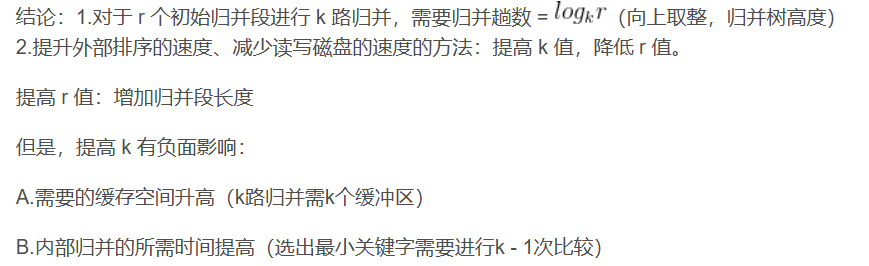 结论：1.对于 r 个初始归并段进行 k 路归并，需要归并趟数 = logₖr（向上取整，归并树高度）
2.提升外部排序的速度、减少读写磁盘的速度的方法：提高 k 值，降低 r 值。
提高 r 值：增加归并段长度
但是，提高 k 有负面影响：
A.需要的缓存空间升高（k路归并需k个缓冲区）
B.内部归并的所需时间提高（选出最小关键字需要进行k - 1次比较）